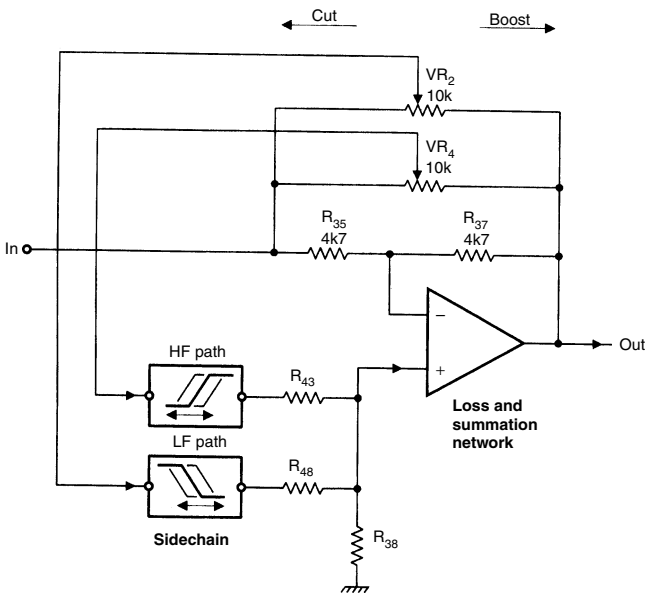 Cut
Boost
VR2
10k
VR4
10k
R35
4k7
R37
4k7
In
−
+
Out
HF path
R43
Loss and
summation
network
LF path
R48
Sidechain
R38